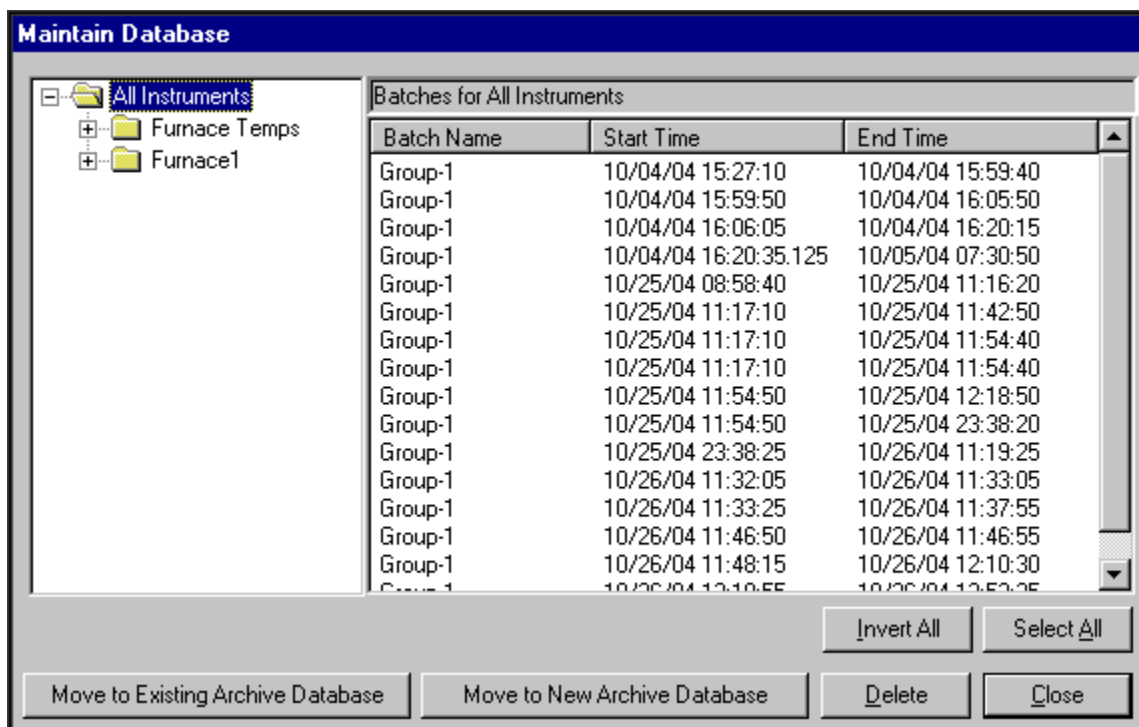 Maintain Database
All Instruments
Furnace Temps
Furnace1
Batches for All Instruments
Batch Name Start Time End Time
Group-1 10/04/04 15:27:10 10/04/04 15:59:40
Group-1 10/04/04 15:59:50 10/04/04 16:05:50
Group-1 10/04/04 16:06:05 10/04/04 16:20:15
Group-1 10/04/04 16:20:35.125 10/05/04 07:30:50
Group-1 10/25/04 08:58:40 10/25/04 11:16:20
Group-1 10/25/04 11:17:10 10/25/04 11:42:50
Group-1 10/25/04 11:17:10 10/25/04 11:54:40
Group-1 10/25/04 11:17:10 10/25/04 11:54:40
Group-1 10/25/04 11:54:50 10/25/04 12:18:50
Group-1 10/25/04 11:54:50 10/25/04 23:38:20
Group-1 10/25/04 23:38:25 10/26/04 11:19:25
Group-1 10/26/04 11:32:05 10/26/04 11:33:05
Group-1 10/26/04 11:33:25 10/26/04 11:37:55
Group-1 10/26/04 11:46:50 10/26/04 11:46:55
Group-1 10/26/04 11:48:15 10/26/04 12:10:30
Invert All Select All
Move to Existing Archive Database Move to New Archive Database Delete Close